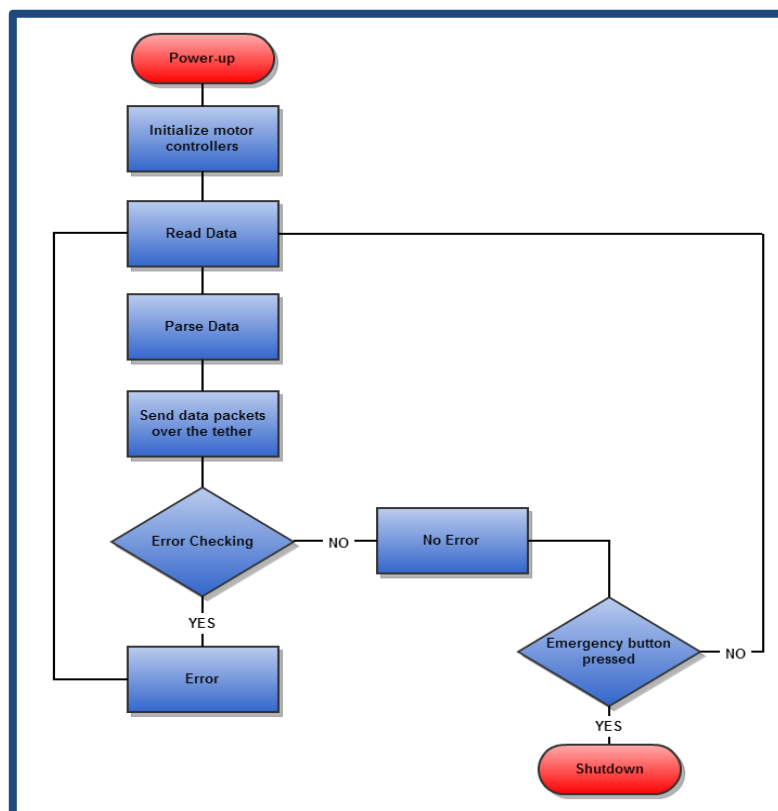 Power-up
Initialize motor
controllers
Read Data
Parse Data
Send data packets
over the tether
Error Checking
NO
No Error
YES
Emergency button
pressed
NO
Error
YES
Shutdown